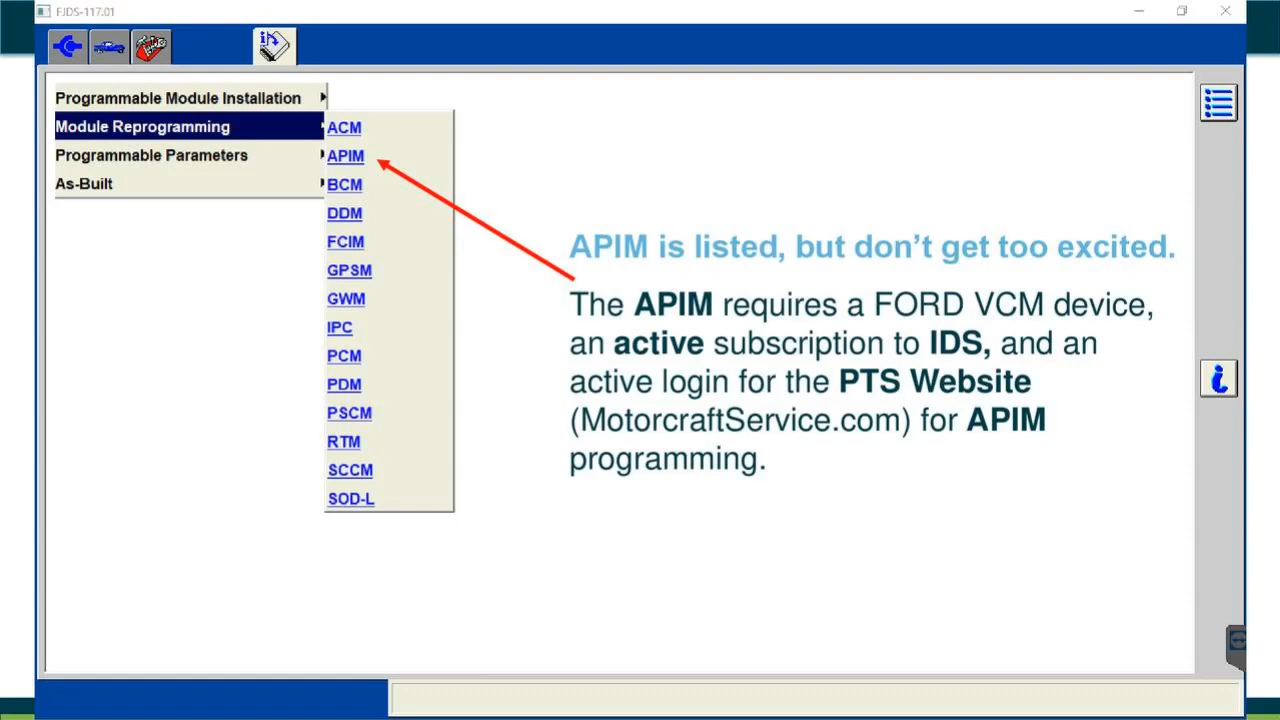 FJDS-117.01
Programmable Module Installation
Module Reprogramming
Programmable Parameters
As-Built
ACM
APIM
BCM
DDM
FCIM
GPSM
GWM
IPC
PCM
PDM
PSCM
RTM
SCCM
SOD-L
APIM is listed, but don’t get too excited.
The APIM requires a FORD VCM device,
an active subscription to IDS, and an
active login for the PTS Website
(MotorcraftService.com) for APIM
programming.